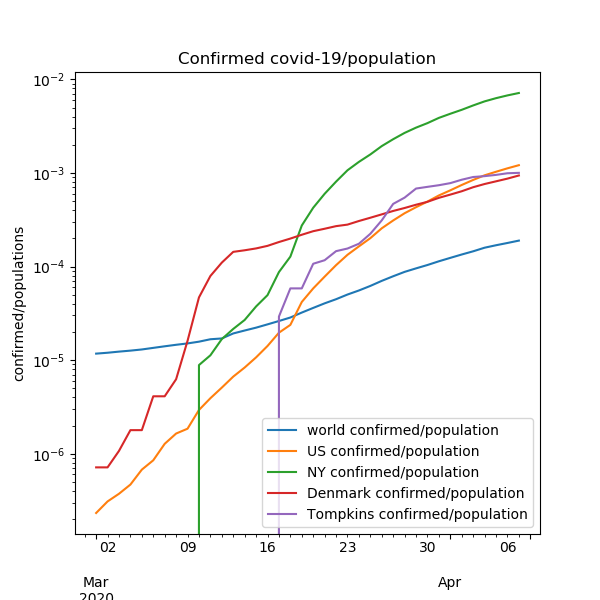 Confirmed covid-19/population
confirmed/populations
10⁻²
10⁻³
10⁻⁴
10⁻⁵
10⁻⁶
world confirmed/population
US confirmed/population
NY confirmed/population
Denmark confirmed/population
Tompkins confirmed/population
02 09 16 23 30 06
Mar Apr
2020